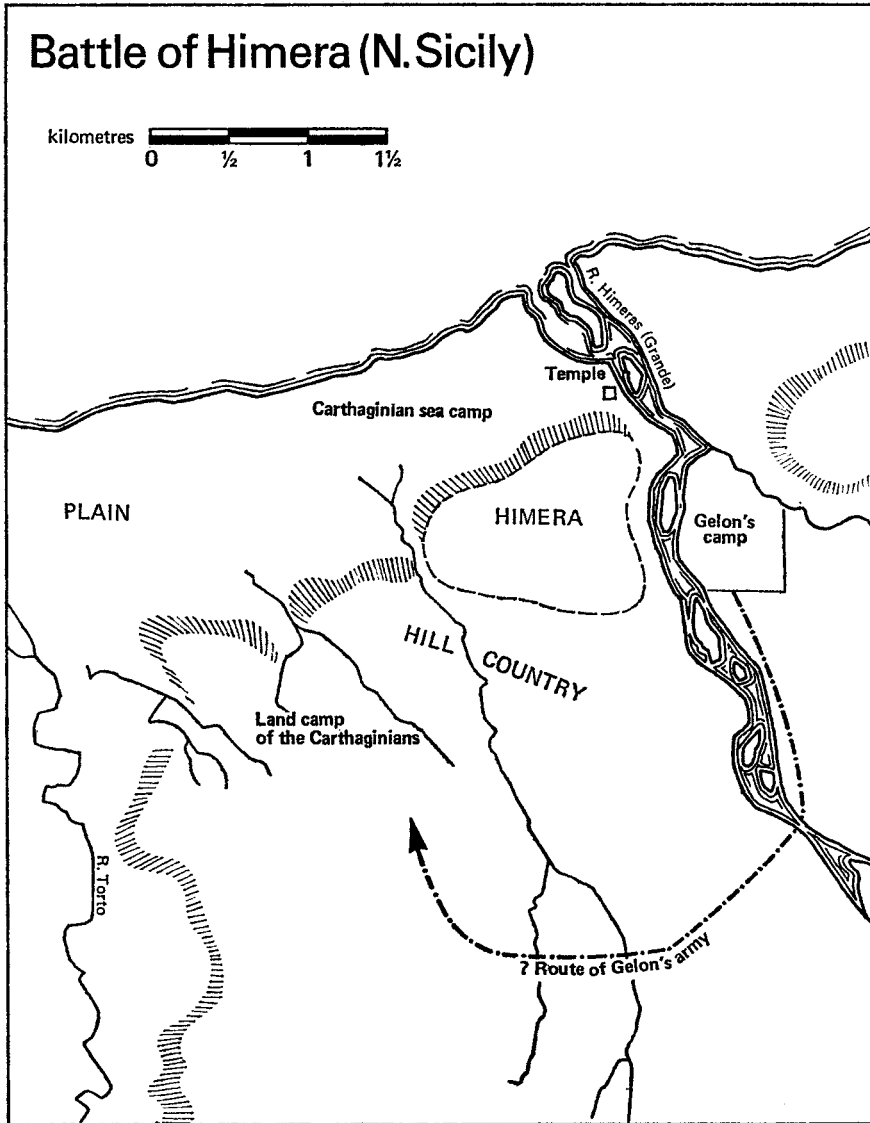 Battle of Himera (N. Sicily)
kilometres
0 ½ 1 1½
R. Himeras (Grande)
Temple
Carthaginian sea camp
PLAIN
HIMERA
Gelon's
camp
HILL COUNTRY
Land camp
of the Carthaginians
R. Torto
? Route of Gelon's army